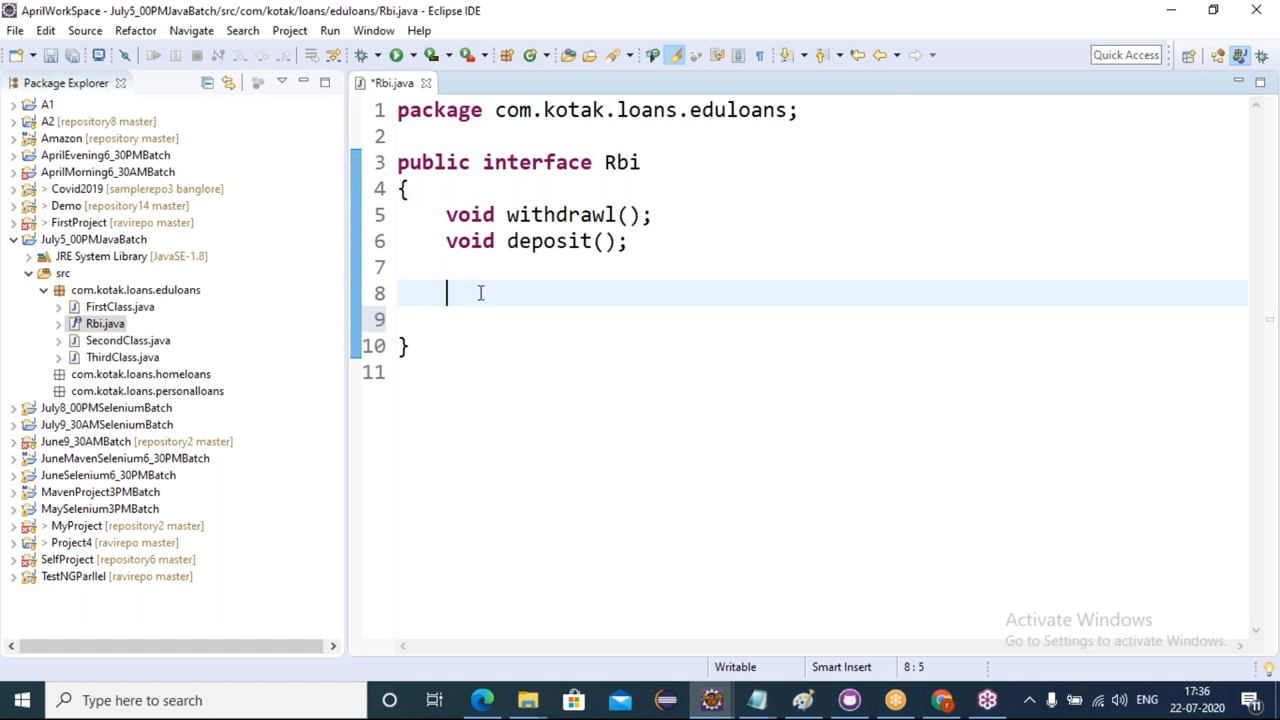 AprilWorkSpace - July5_00PMJavaBatch/src/com/kotak/loans/eduloans/Rbi.java - Eclipse IDE
File Edit Source Refactor Navigate Search Project Run Window Help
Quick Access
Package Explorer
*Rbi.java
A1
A2 [repository8 master]
Amazon [repository master]
AprilEvening6_30PMBatch
AprilMorning6_30AMBatch
> Covid2019 [samplerepo3 banglore]
> Demo [repository14 master]
> FirstProject [ravirepo master]
July5_00PMJavaBatch
JRE System Library [JavaSE-1.8]
src
com.kotak.loans.eduloans
FirstClass.java
Rbi.java
SecondClass.java
ThirdClass.java
com.kotak.loans.homeloans
com.kotak.loans.personalloans
July8_00PMSeleniumBatch
July9_30AMSeleniumBatch
June9_30AMBatch [repository2 master]
JuneMavenSelenium6_30PMBatch
JuneSelenium6_30PMBatch
MavenProject3PMBatch
MaySelenium3PMBatch
> MyProject [repository2 master]
> Project4 [ravirepo master]
SelfProject [repository6 master]
TestNGParllel [ravirepo master]
1 package com.kotak.loans.eduloans;
2
3 public interface Rbi
4 {
5 void withdrawl();
6 void deposit();
7
8
9
10 }
11
Activate Windows
Go to Settings to activate Windows.
Writable Smart Insert 8 : 5
Type here to search
ENG
17:36
22-07-2020
11